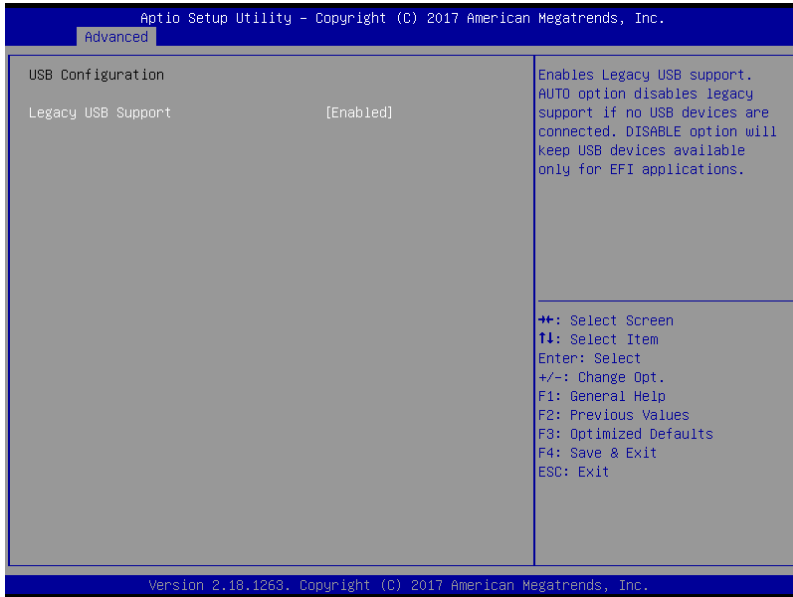 Aptio Setup Utility – Copyright (C) 2017 American Megatrends, Inc.
Advanced
USB Configuration
Legacy USB Support [Enabled]
Enables Legacy USB support.
AUTO option disables legacy
support if no USB devices are
connected. DISABLE option will
keep USB devices available
only for EFI applications.
→←: Select Screen
↑↓: Select Item
Enter: Select
+/-: Change Opt.
F1: General Help
F2: Previous Values
F3: Optimized Defaults
F4: Save & Exit
ESC: Exit
Version 2.18.1263. Copyright (C) 2017 American Megatrends, Inc.